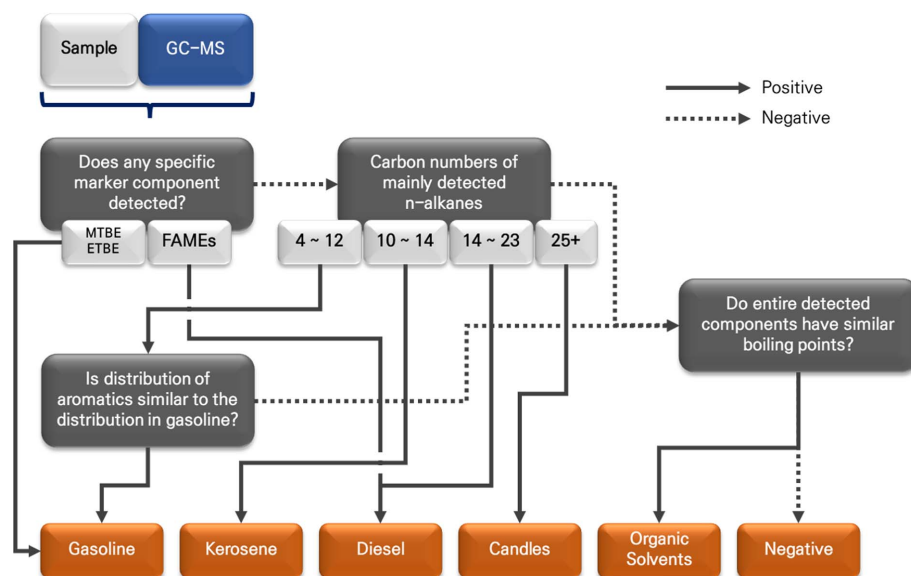 Sample
GC-MS
Positive
Negative
Does any specific
marker component
detected?
Carbon numbers of
mainly detected
n-alkanes
MTBE
ETBE
FAMEs
4 ~ 12
10 ~ 14
14 ~ 23
25+
Do entire detected
components have similar
boiling points?
Is distribution of
aromatics similar to the
distribution in gasoline?
Gasoline
Kerosene
Diesel
Candles
Organic
Solvents
Negative